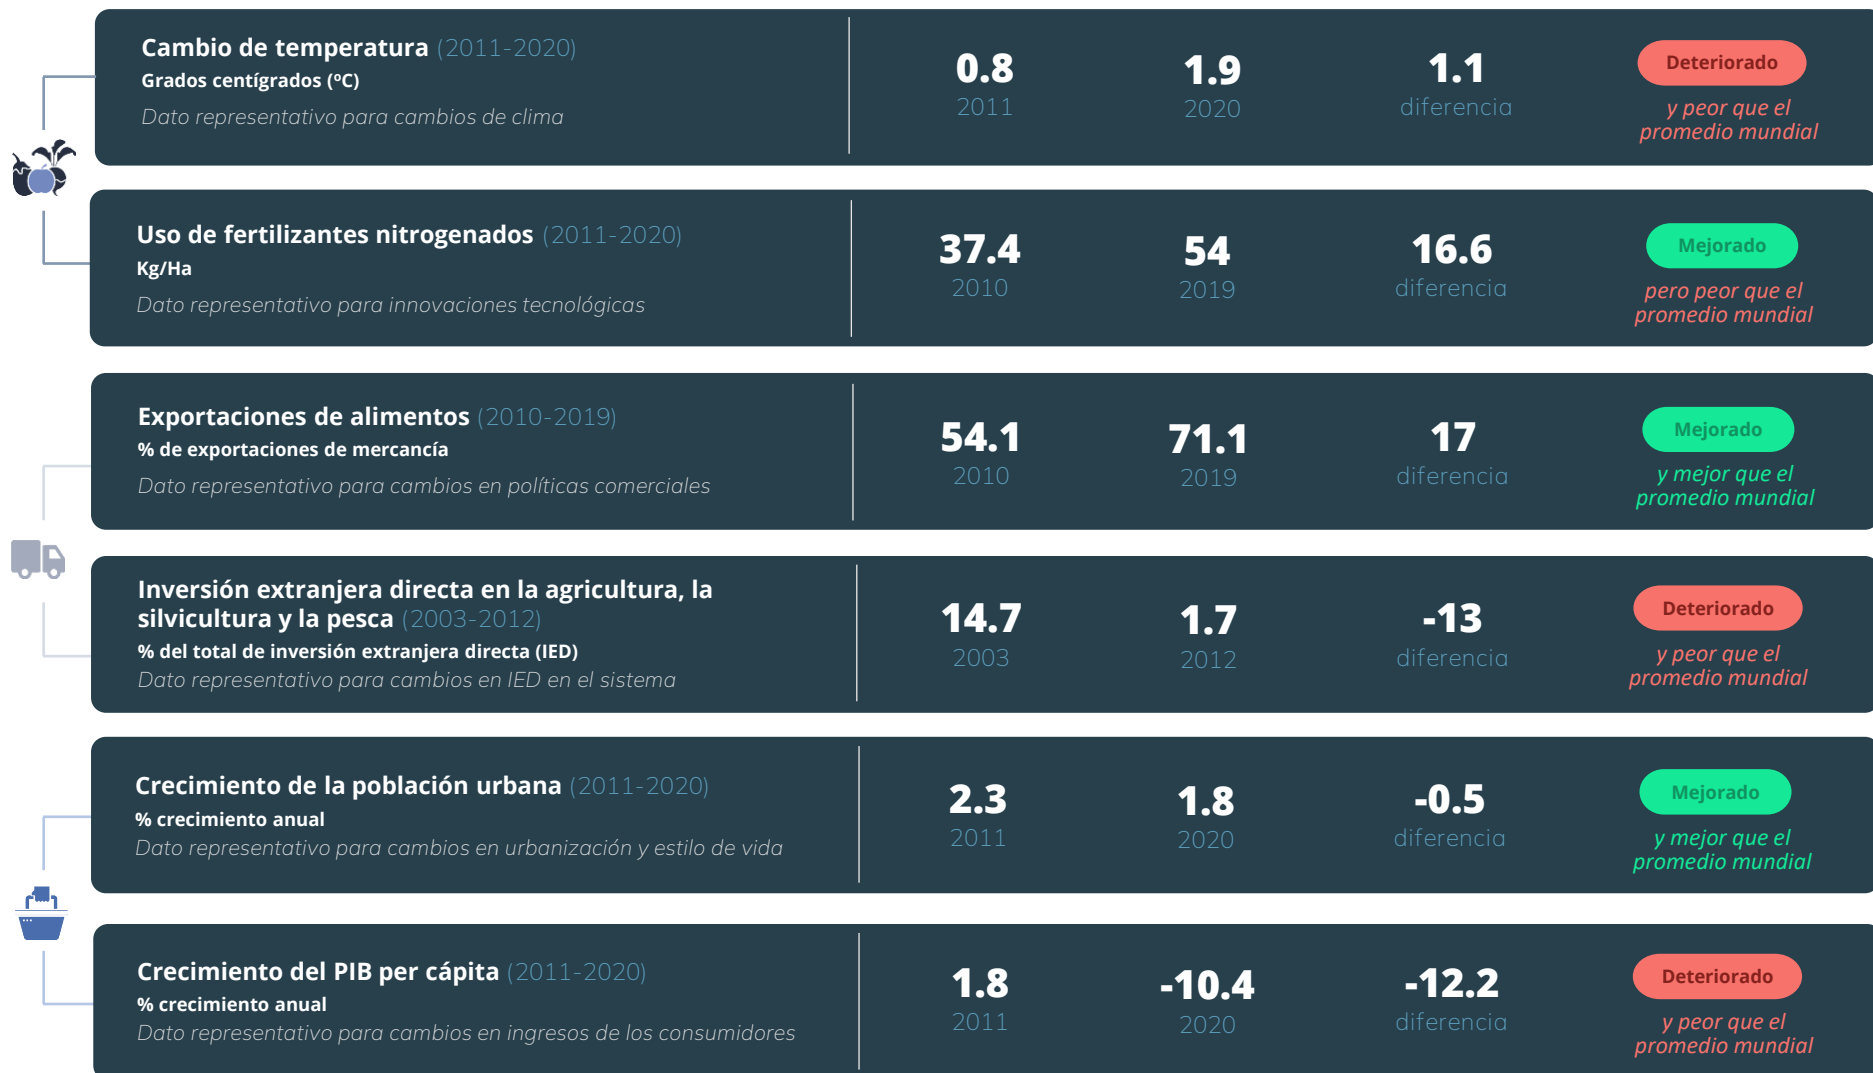 Cambio de temperatura (2011-2020)
Grados centígrados (ºC)
Dato representativo para cambios de clima
0.8
2011
1.9
2020
1.1
diferencia
Deteriorado
y peor que el
promedio mundial
Uso de fertilizantes nitrogenados (2011-2020)
Kg/Ha
Dato representativo para innovaciones tecnológicas
37.4
2010
54
2019
16.6
diferencia
Mejorado
pero peor que el
promedio mundial
Exportaciones de alimentos (2010-2019)
% de exportaciones de mercancía
Dato representativo para cambios en políticas comerciales
54.1
2010
71.1
2019
17
diferencia
Mejorado
y mejor que el
promedio mundial
Inversión extranjera directa en la agricultura, la
silvicultura y la pesca (2003-2012)
% del total de inversión extranjera directa (IED)
Dato representativo para cambios en IED en el sistema
14.7
2003
1.7
2012
-13
diferencia
Deteriorado
y peor que el
promedio mundial
Crecimiento de la población urbana (2011-2020)
% crecimiento anual
Dato representativo para cambios en urbanización y estilo de vida
2.3
2011
1.8
2020
-0.5
diferencia
Mejorado
y mejor que el
promedio mundial
Crecimiento del PIB per cápita (2011-2020)
% crecimiento anual
Dato representativo para cambios en ingresos de los consumidores
1.8
2011
-10.4
2020
-12.2
diferencia
Deteriorado
y peor que el
promedio mundial